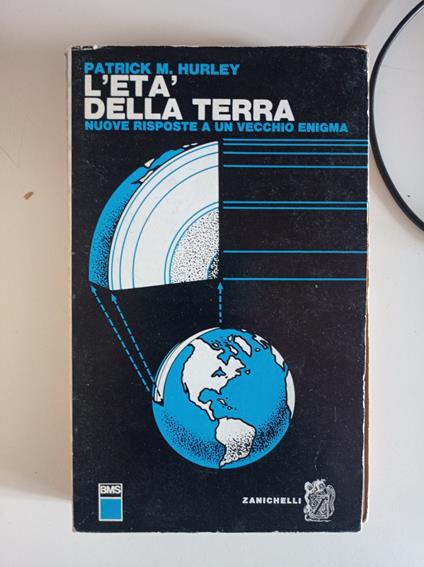 PATRICK M. HURLEY
L'ETA'
DELLA TERRA
NUOVE RISPOSTE A UN VECCHIO ENIGMA
BMS
ZANICHELLI